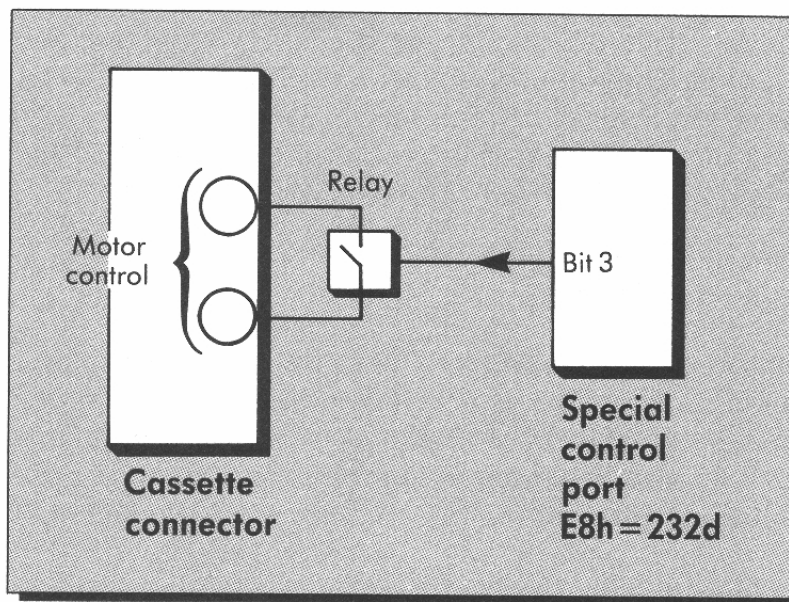 Relay
Motor
control
Bit 3
Cassette
connector
Special
control
port
E8h = 232d